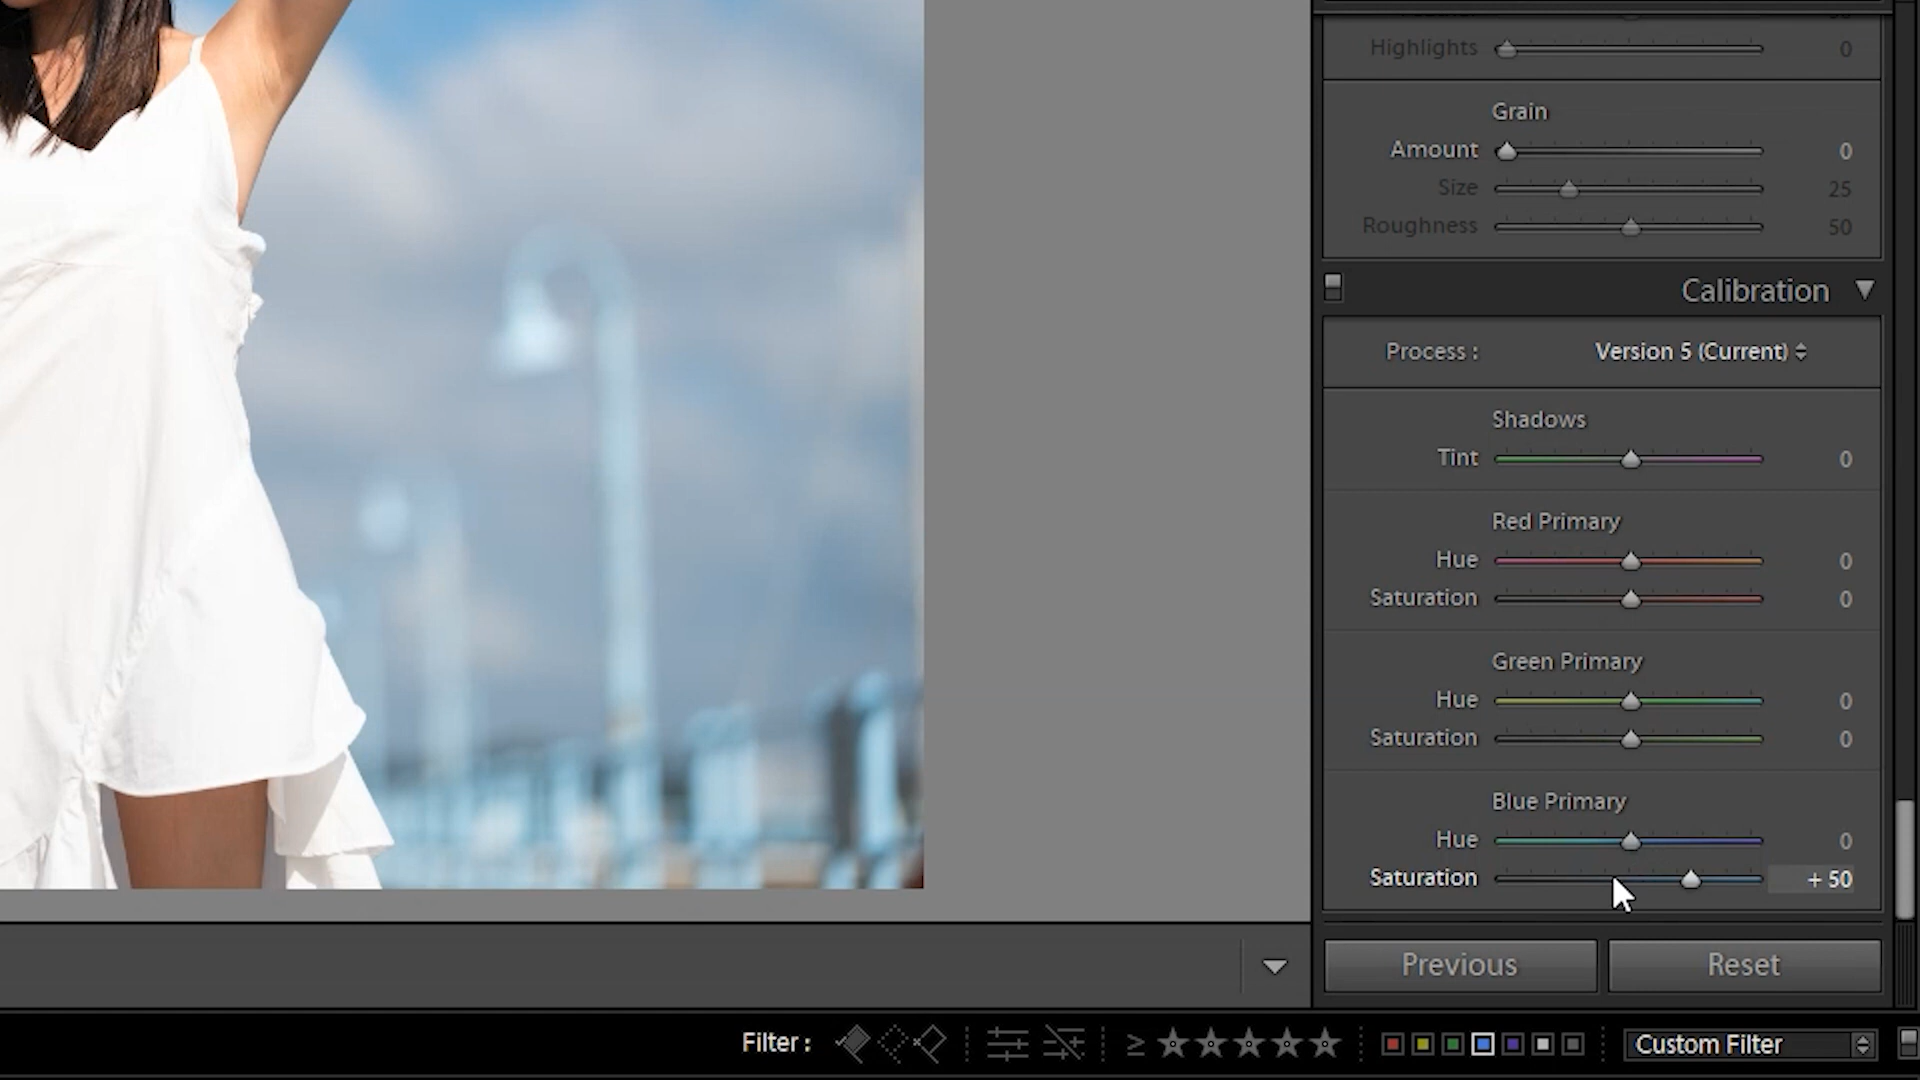 Highlights 0
Grain
Amount 0
Size 25
Roughness 50
Calibration
Process : Version 5 (Current)
Shadows
Tint 0
Red Primary
Hue 0
Saturation 0
Green Primary
Hue 0
Saturation 0
Blue Primary
Hue 0
Saturation + 50
Previous Reset
Filter : ≥ Custom Filter